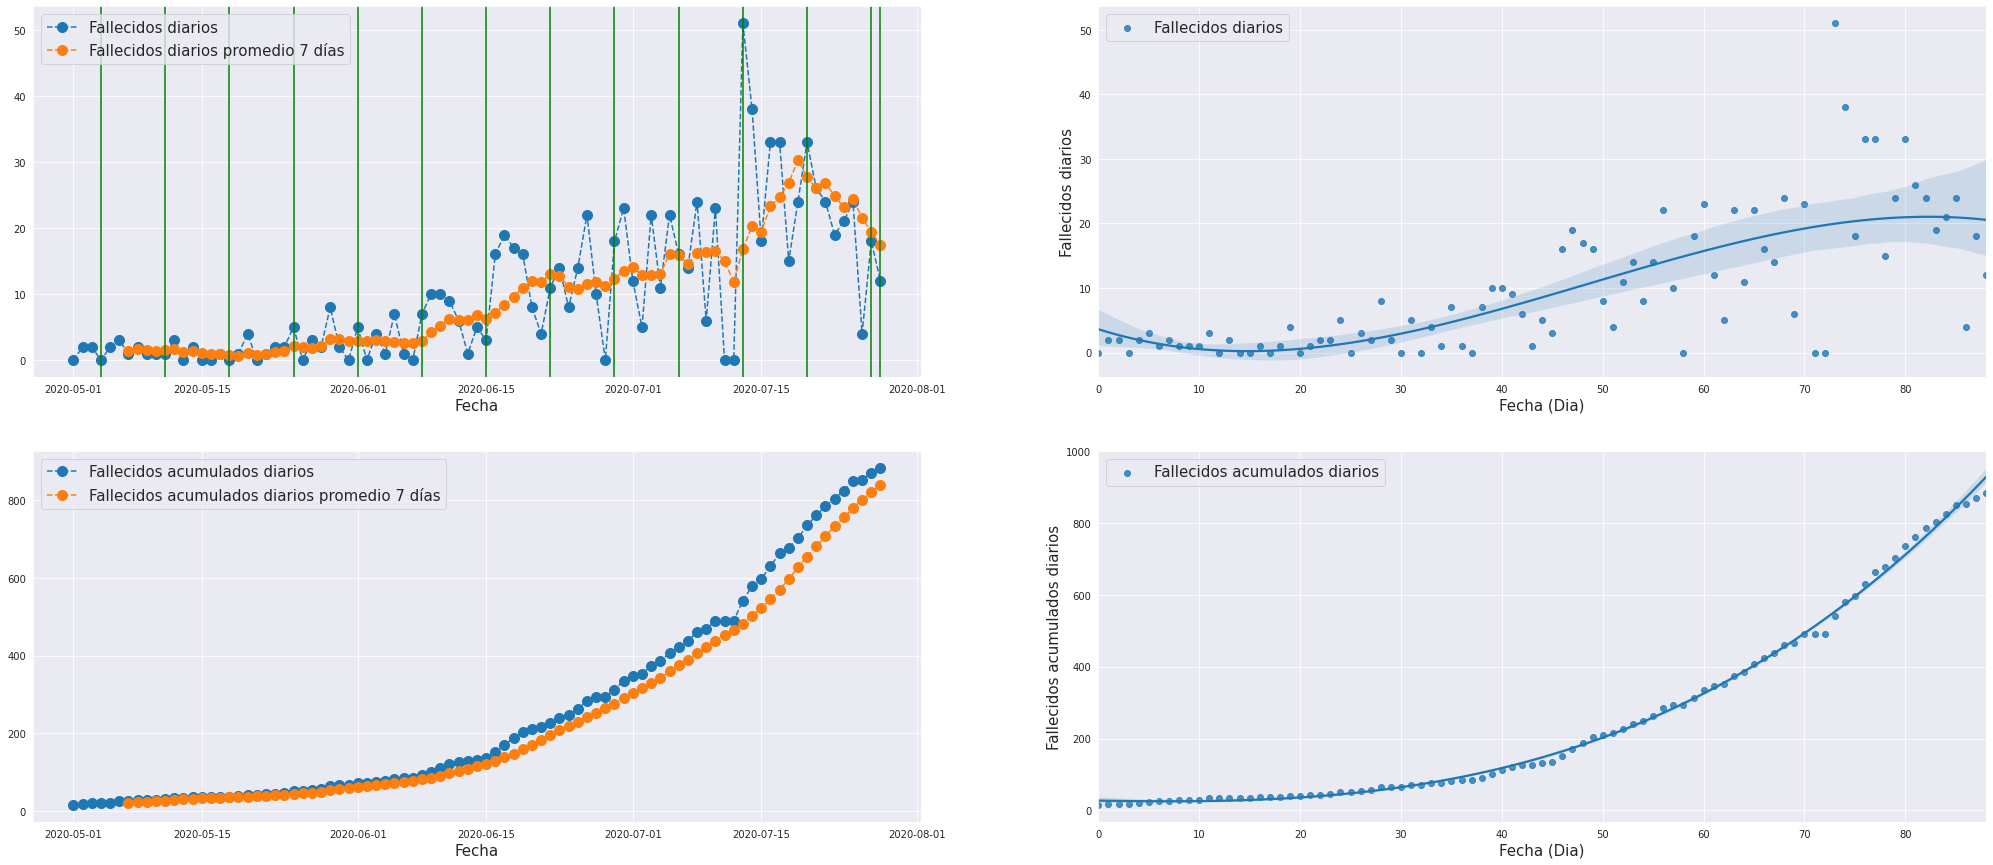 Fallecidos diarios
Fallecidos diarios promedio 7 días
50
40
30
20
10
0
2020-05-01 2020-05-15 2020-06-01 2020-06-15 2020-07-01 2020-07-15 2020-08-01
Fecha
Fallecidos diarios
Fallecidos diarios
50
40
30
20
10
0
0 10 20 30 40 50 60 70 80
Fecha (Dia)
Fallecidos acumulados diarios
Fallecidos acumulados diarios promedio 7 días
800
600
400
200
0
2020-05-01 2020-05-15 2020-06-01 2020-06-15 2020-07-01 2020-07-15 2020-08-01
Fecha
Fallecidos acumulados diarios
Fallecidos acumulados diarios
1000
800
600
400
200
0
0 10 20 30 40 50 60 70 80
Fecha (Dia)